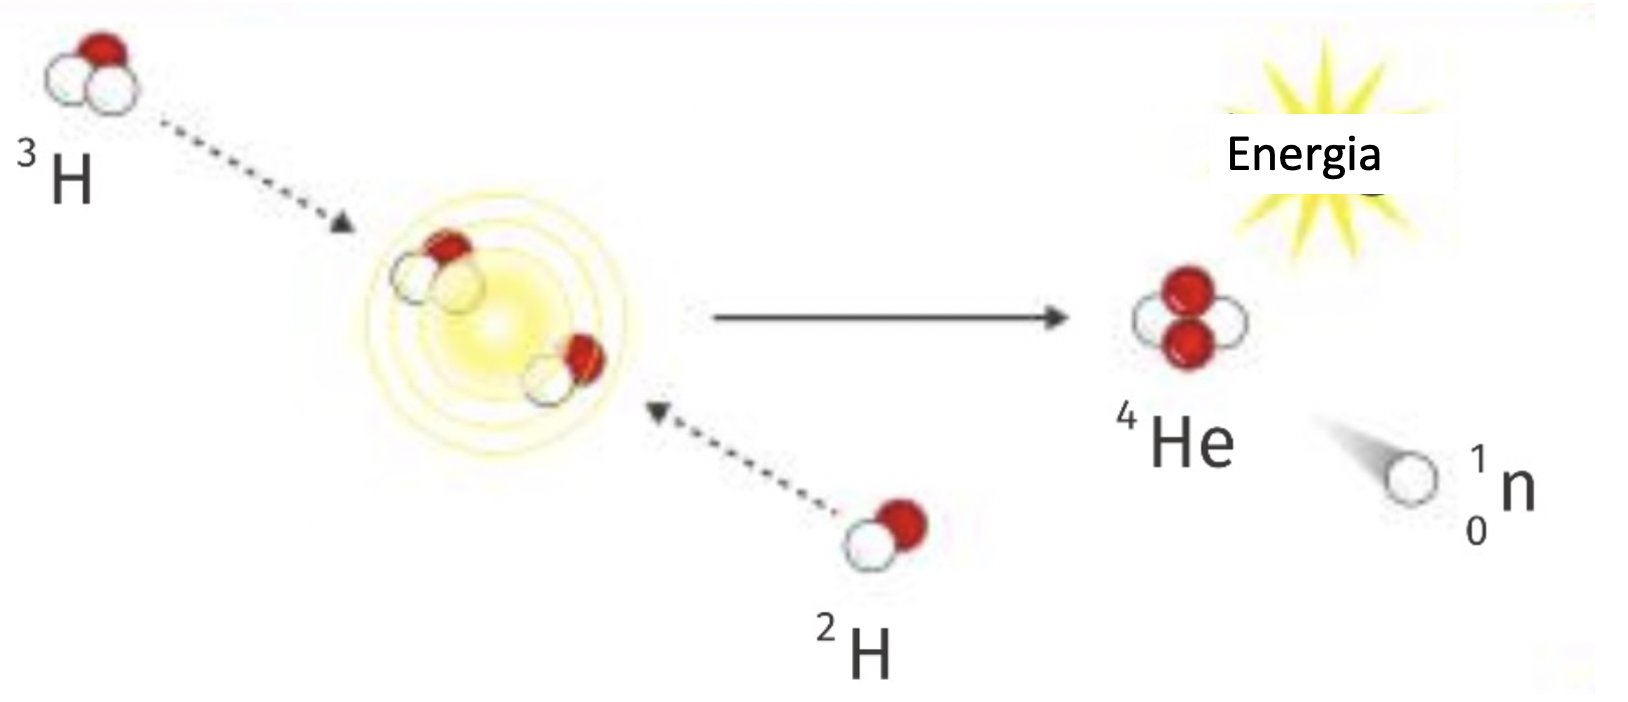 ³H
Energia
⁴He
¹₀n
²H